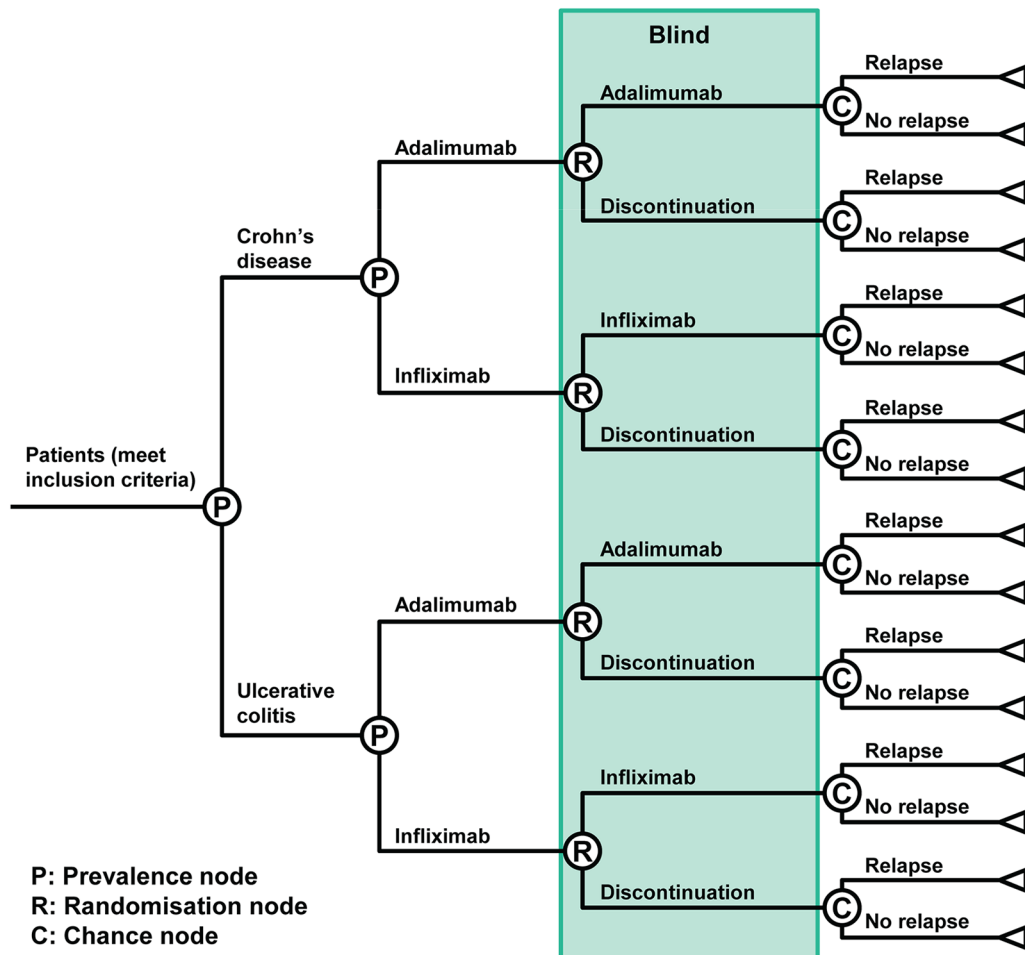 Blind
Relapse
Adalimumab
C
No relapse
Adalimumab
R
Relapse
Discontinuation
C
No relapse
Crohn's
disease
P
Relapse
Infliximab
C
No relapse
Infliximab
R
Relapse
Discontinuation
C
No relapse
Patients (meet
inclusion criteria)
P
Relapse
Adalimumab
C
No relapse
Adalimumab
R
Relapse
Discontinuation
C
No relapse
Ulcerative
colitis
P
Relapse
Infliximab
C
No relapse
Infliximab
R
Relapse
Discontinuation
C
No relapse
P: Prevalence node
R: Randomisation node
C: Chance node